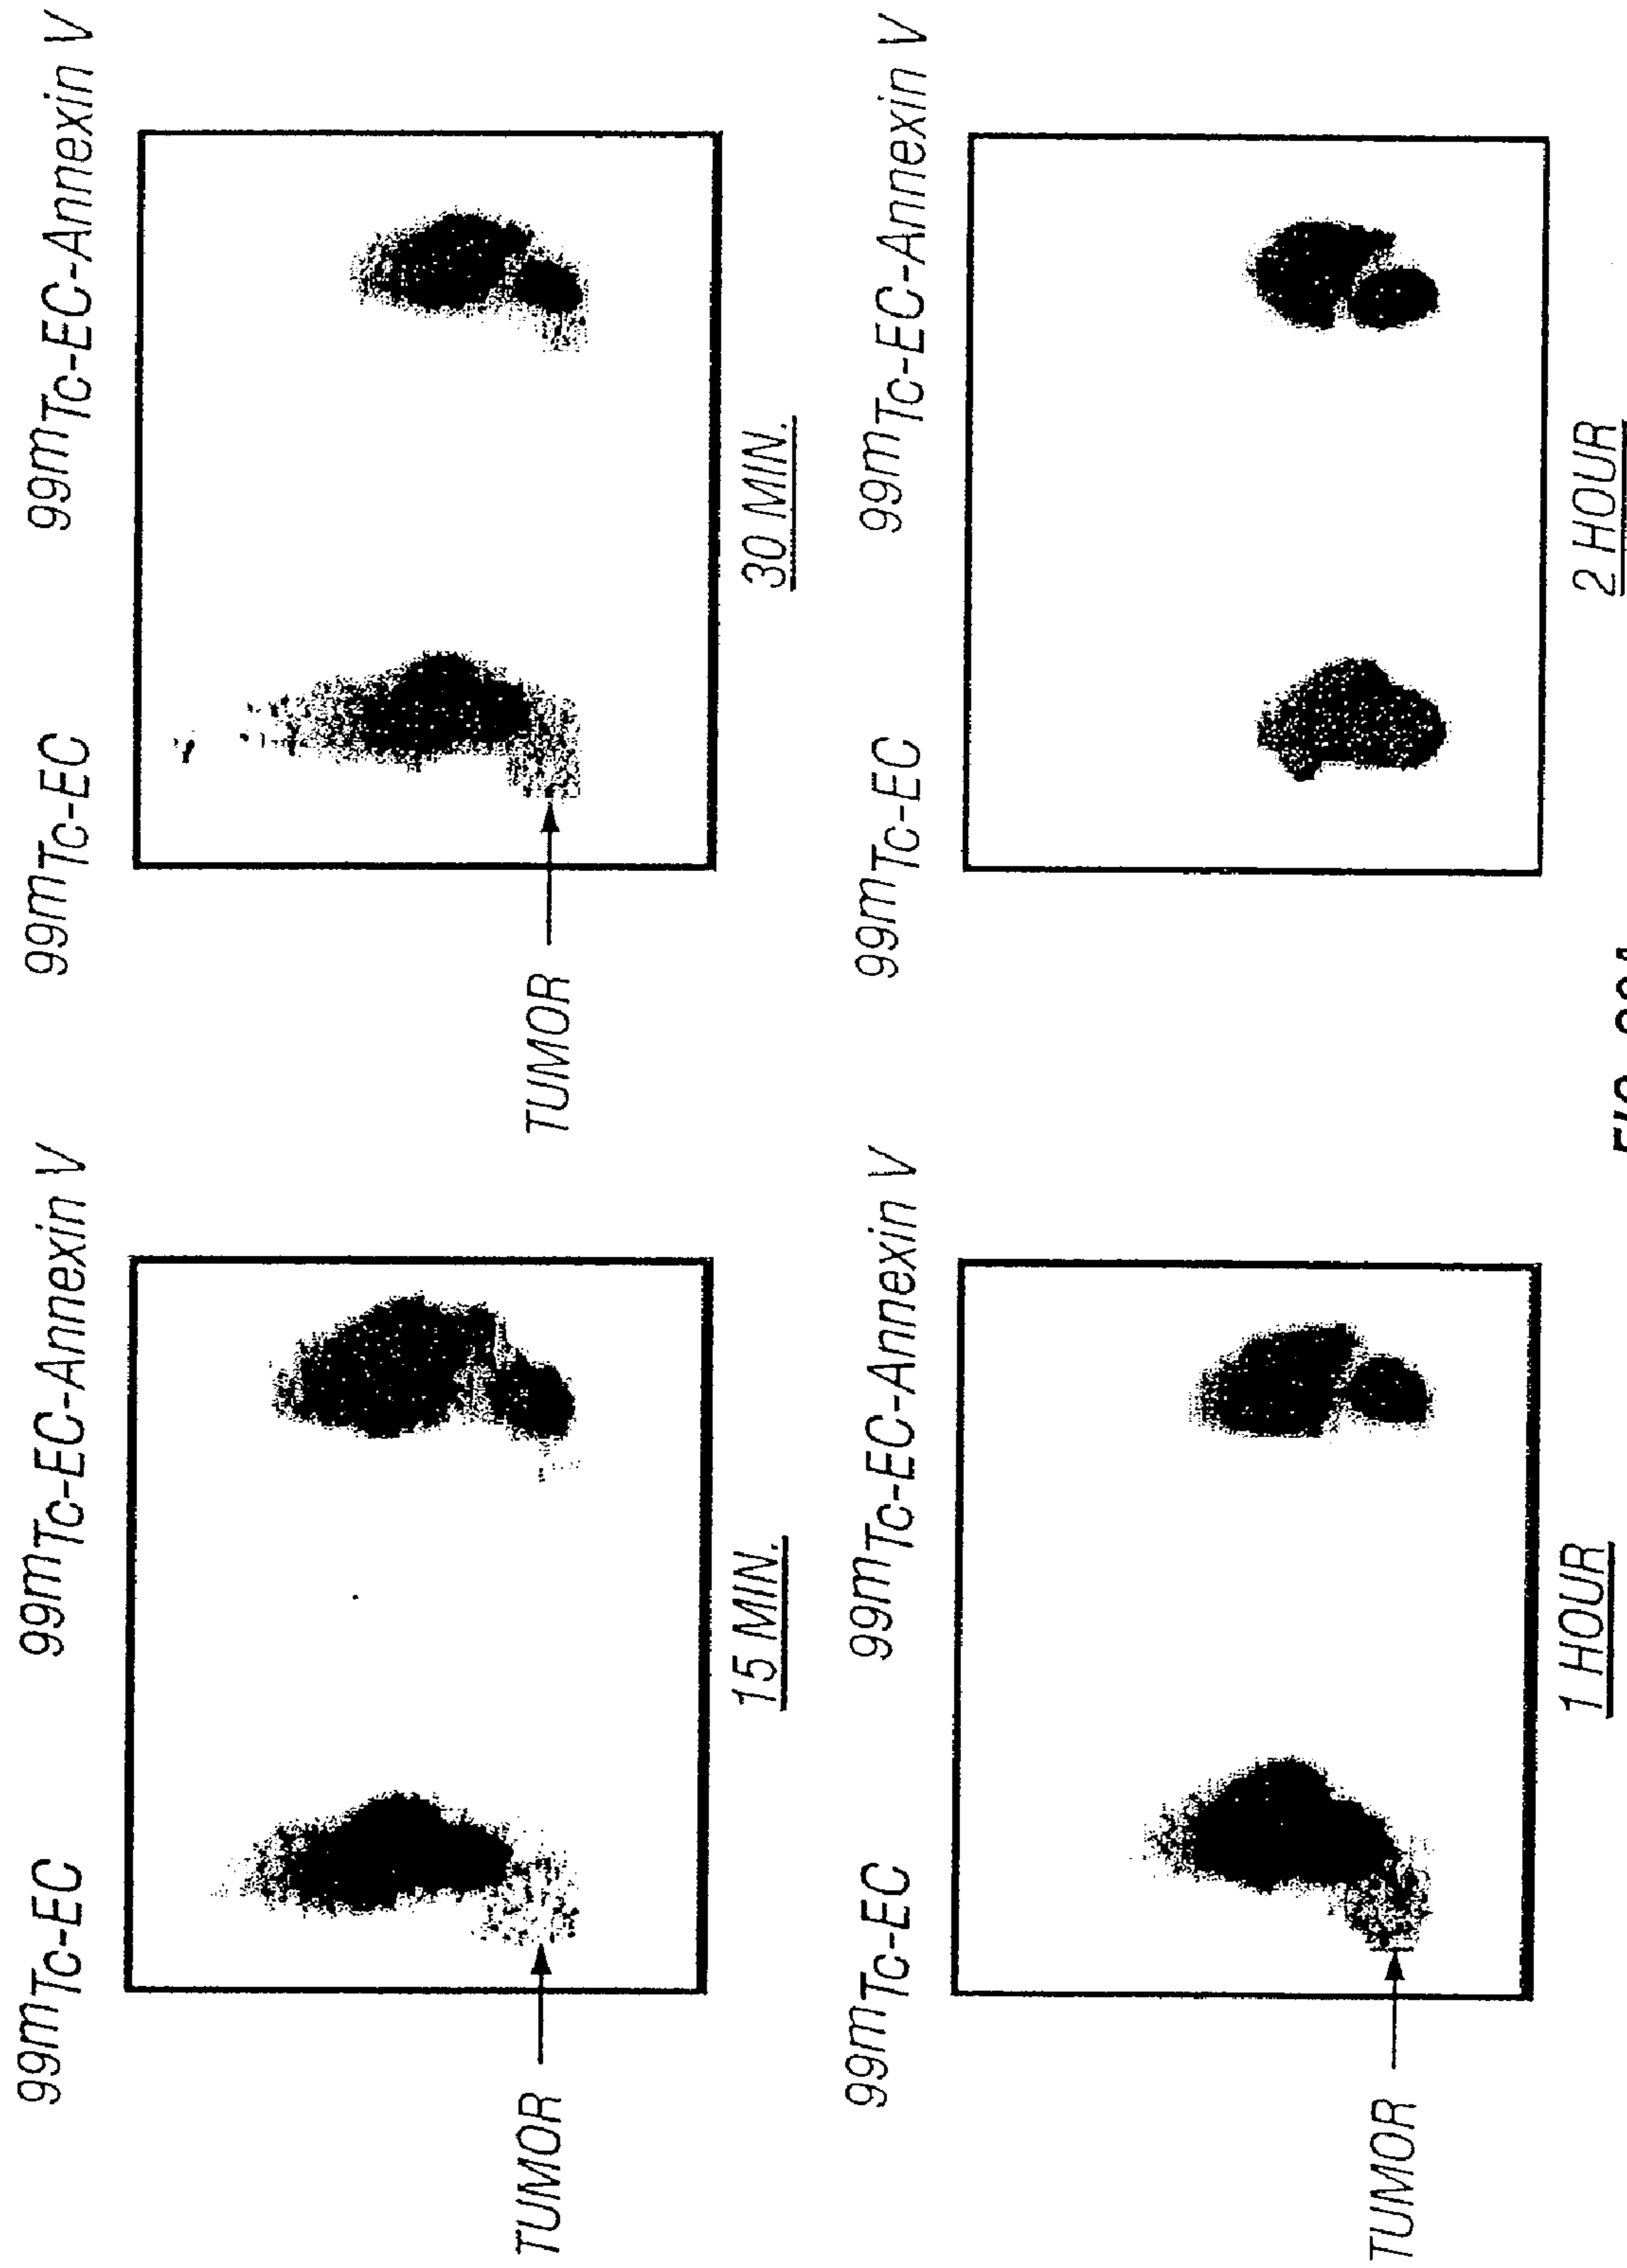 99mTc-EC 99mTc-EC-Annexin V
TUMOR
15 MIN.
99mTc-EC 99mTc-EC-Annexin V
TUMOR
30 MIN.
99mTc-EC 99mTc-EC-Annexin V
TUMOR
1 HOUR
99mTc-EC 99mTc-EC-Annexin V
2 HOUR
FIG.